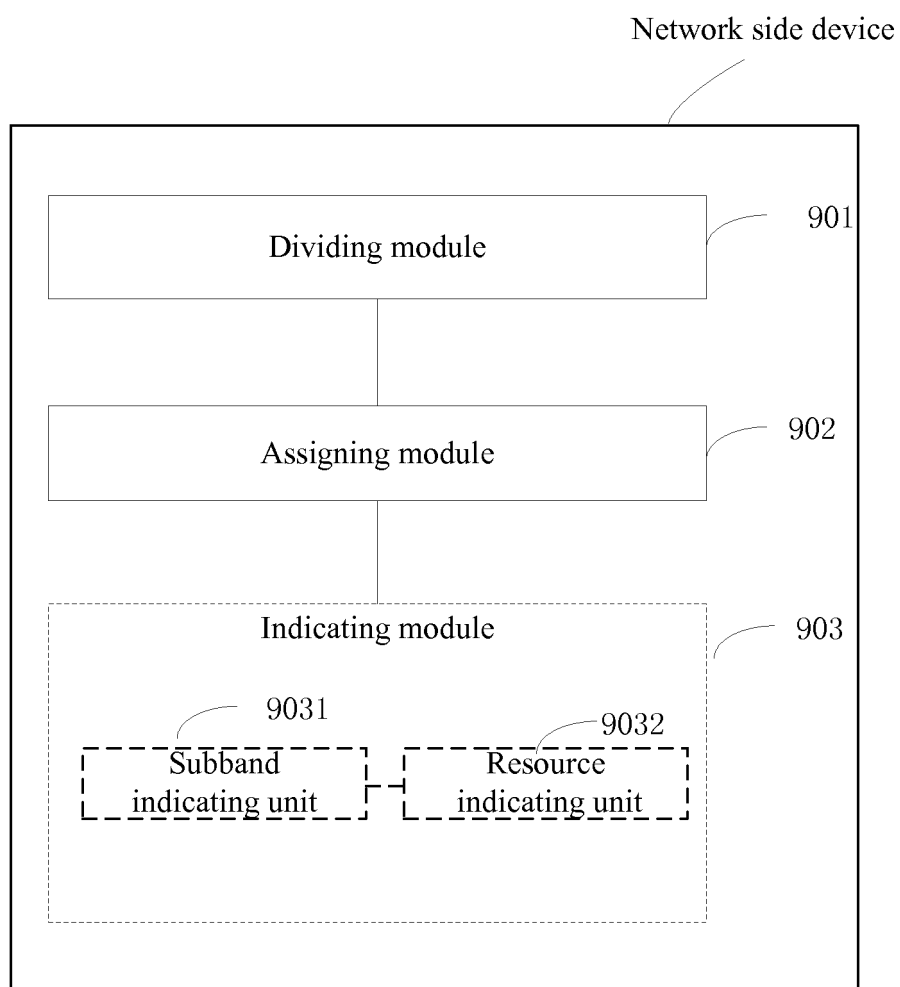 Network side device
901
Dividing module
902
Assigning module
Indicating module
903
9031
9032
Subband
indicating unit
Resource
indicating unit